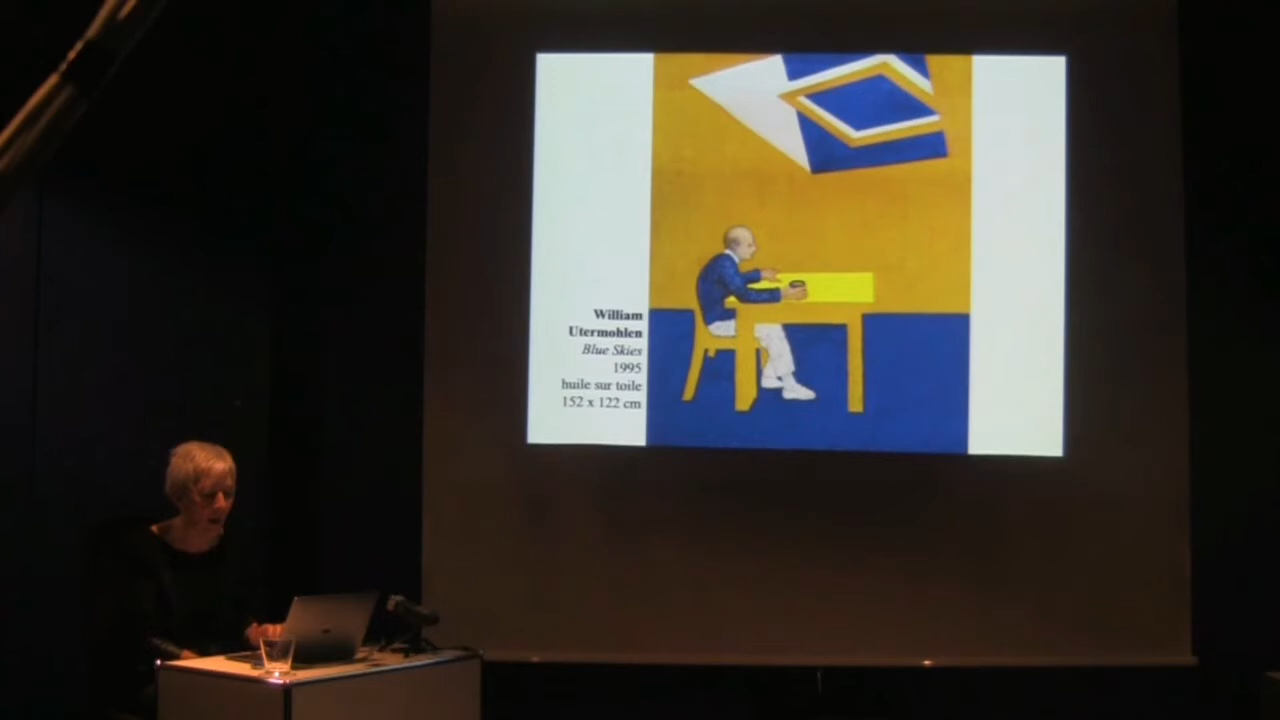 William
Utermohlen
Blue Skies
1995
huile sur toile
152 x 122 cm